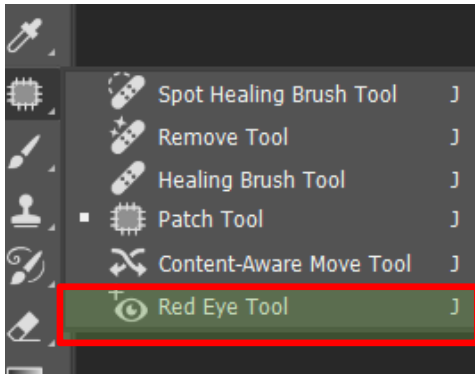 Spot Healing Brush Tool J
Remove Tool J
Healing Brush Tool J
Patch Tool J
Content-Aware Move Tool J
Red Eye Tool J